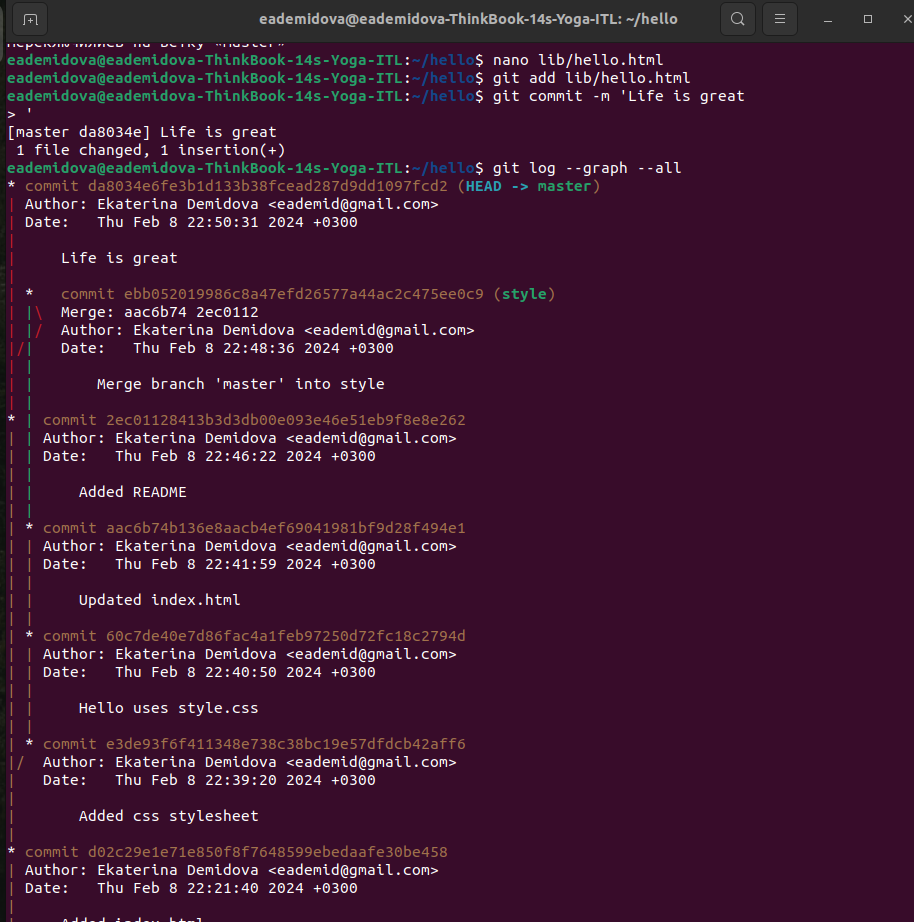 eademidova@eademidova-ThinkBook-14s-Yoga-ITL: ~/hello
Переключились на ветку «master»
eademidova@eademidova-ThinkBook-14s-Yoga-ITL:~/hello$ nano lib/hello.html
eademidova@eademidova-ThinkBook-14s-Yoga-ITL:~/hello$ git add lib/hello.html
eademidova@eademidova-ThinkBook-14s-Yoga-ITL:~/hello$ git commit -m 'Life is great
> '
[master da8034e] Life is great
 1 file changed, 1 insertion(+)
eademidova@eademidova-ThinkBook-14s-Yoga-ITL:~/hello$ git log --graph --all
* commit da8034e6fe3b1d133b38fcead287d9dd1097fcd2 (HEAD -> master)
| Author: Ekaterina Demidova <eademid@gmail.com>
| Date:   Thu Feb 8 22:50:31 2024 +0300
|
|     Life is great
|
| *   commit ebb052019986c8a47efd26577a44ac2c475ee0c9 (style)
| |\  Merge: aac6b74 2ec0112
| |/  Author: Ekaterina Demidova <eademid@gmail.com>
|/|   Date:   Thu Feb 8 22:48:36 2024 +0300
| |
| |       Merge branch 'master' into style
| |
* | commit 2ec01128413b3d3db00e093e46e51eb9f8e8e262
| | Author: Ekaterina Demidova <eademid@gmail.com>
| | Date:   Thu Feb 8 22:46:22 2024 +0300
| |
| |     Added README
| |
| * commit aac6b74b136e8aacb4ef69041981bf9d28f494e1
| | Author: Ekaterina Demidova <eademid@gmail.com>
| | Date:   Thu Feb 8 22:41:59 2024 +0300
| |
| |     Updated index.html
| |
| * commit 60c7de40e7d86fac4a1feb97250d72fc18c2794d
| | Author: Ekaterina Demidova <eademid@gmail.com>
| | Date:   Thu Feb 8 22:40:50 2024 +0300
| |
| |     Hello uses style.css
| |
| * commit e3de93f6f411348e738c38bc19e57dfdcb42aff6
|/  Author: Ekaterina Demidova <eademid@gmail.com>
|   Date:   Thu Feb 8 22:39:20 2024 +0300
|
|       Added css stylesheet
|
* commit d02c29e1e71e850f8f7648599ebedaafe30be458
| Author: Ekaterina Demidova <eademid@gmail.com>
| Date:   Thu Feb 8 22:21:40 2024 +0300
|
|     Added index.html